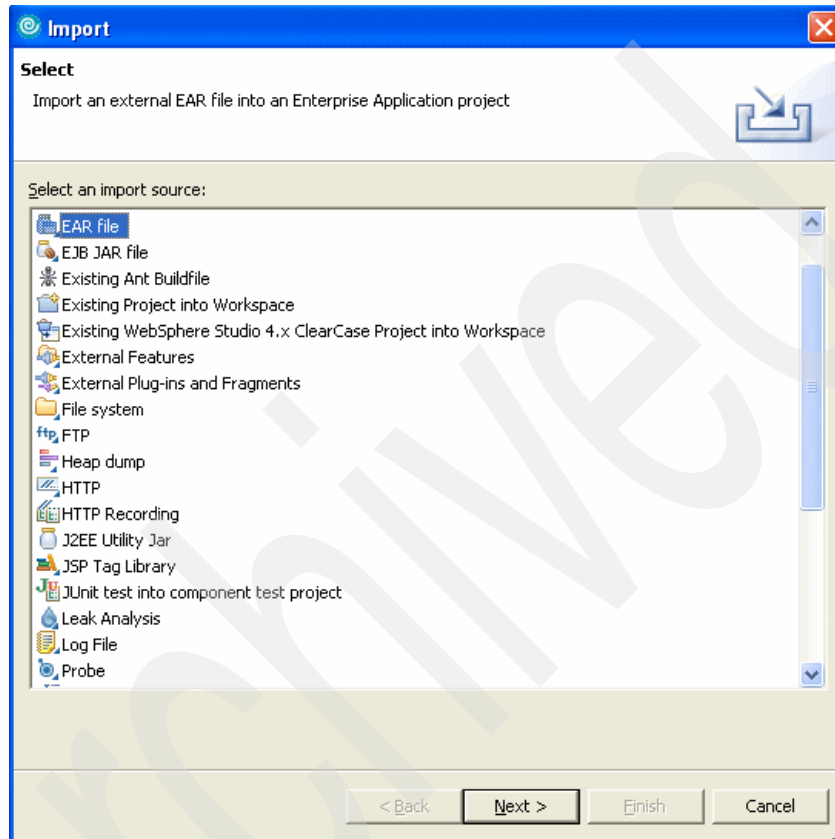 Import
Select
Import an external EAR file into an Enterprise Application project
Select an import source:
EAR file
EJB JAR file
Existing Ant Buildfile
Existing Project into Workspace
Existing WebSphere Studio 4.x ClearCase Project into Workspace
External Features
External Plug-ins and Fragments
File system
ftp FTP
Heap dump
HTTP
HTTP Recording
J2EE Utility Jar
JSP Tag Library
JUnit test into component test project
Leak Analysis
Log File
Probe
< Back Next > Finish Cancel
rchived